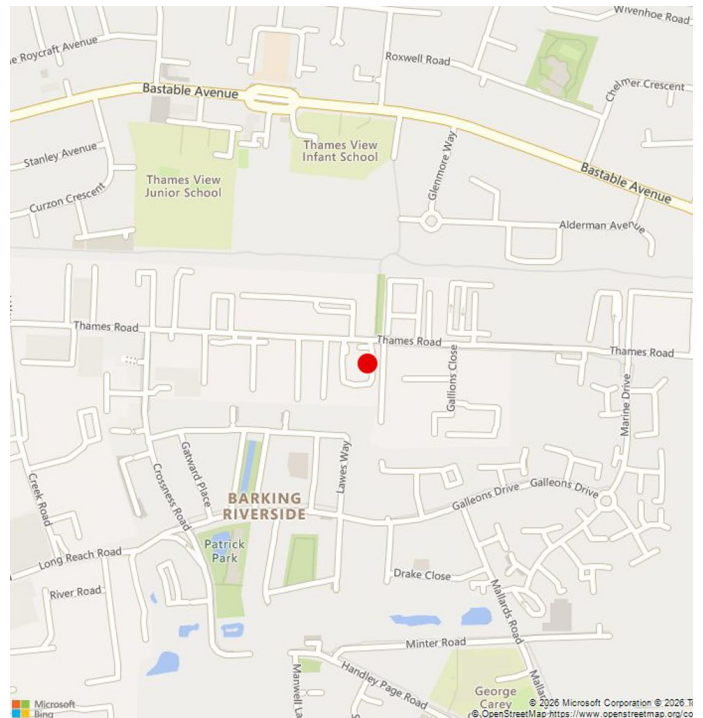 Wivenhoe Road
e Roycraft Avenue
Roxwell Road
Bastable Avenue
Chelmer Crescent
Thames View
Infant School
Glenmore Way
Stanley Avenue
Thames View
Junior School
Bastable Avenue
Curzon Crescent
Alderman Avenue
Thames Road
Thames Road
Thames Road
Gallions Close
Marine Drive
Gatward Place
Lawes Way
Creek Road
Crossness Road
BARKING
RIVERSIDE
Galleons Drive
Galleons Drive
Patrick
Park
Long Reach Road
Drake Close
River Road
Mallards Road
Minter Road
Manwell La
Handley Page Road
George
Carey
Mallar
Microsoft
Bing
© 2026 Microsoft Corporation © 2026 T
© OpenStreetMap https://www.openstreetmap.org/co